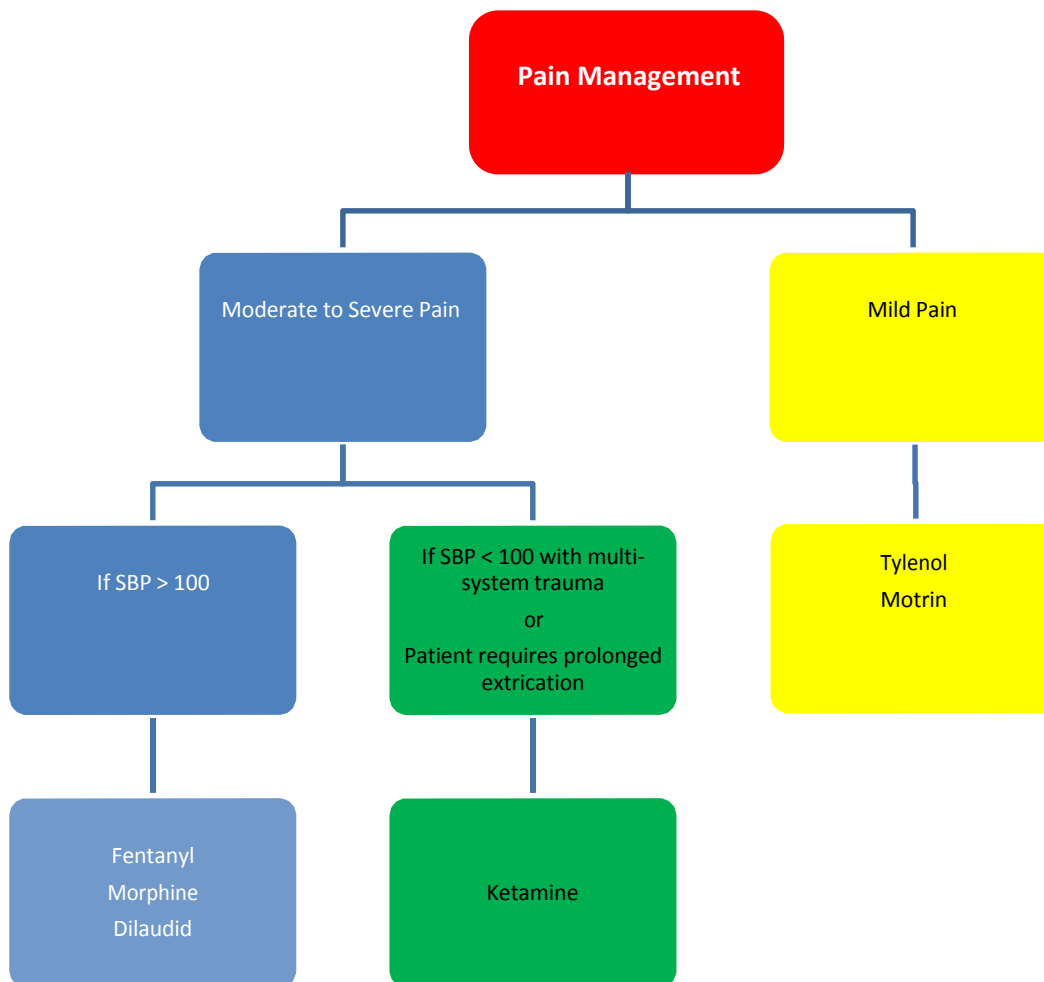 Pain Management
Moderate to Severe Pain
Mild Pain
If SBP > 100
If SBP < 100 with multi-
system trauma
or
Patient requires prolonged
extrication
Tylenol
Motrin
Fentanyl
Morphine
Dilaudid
Ketamine